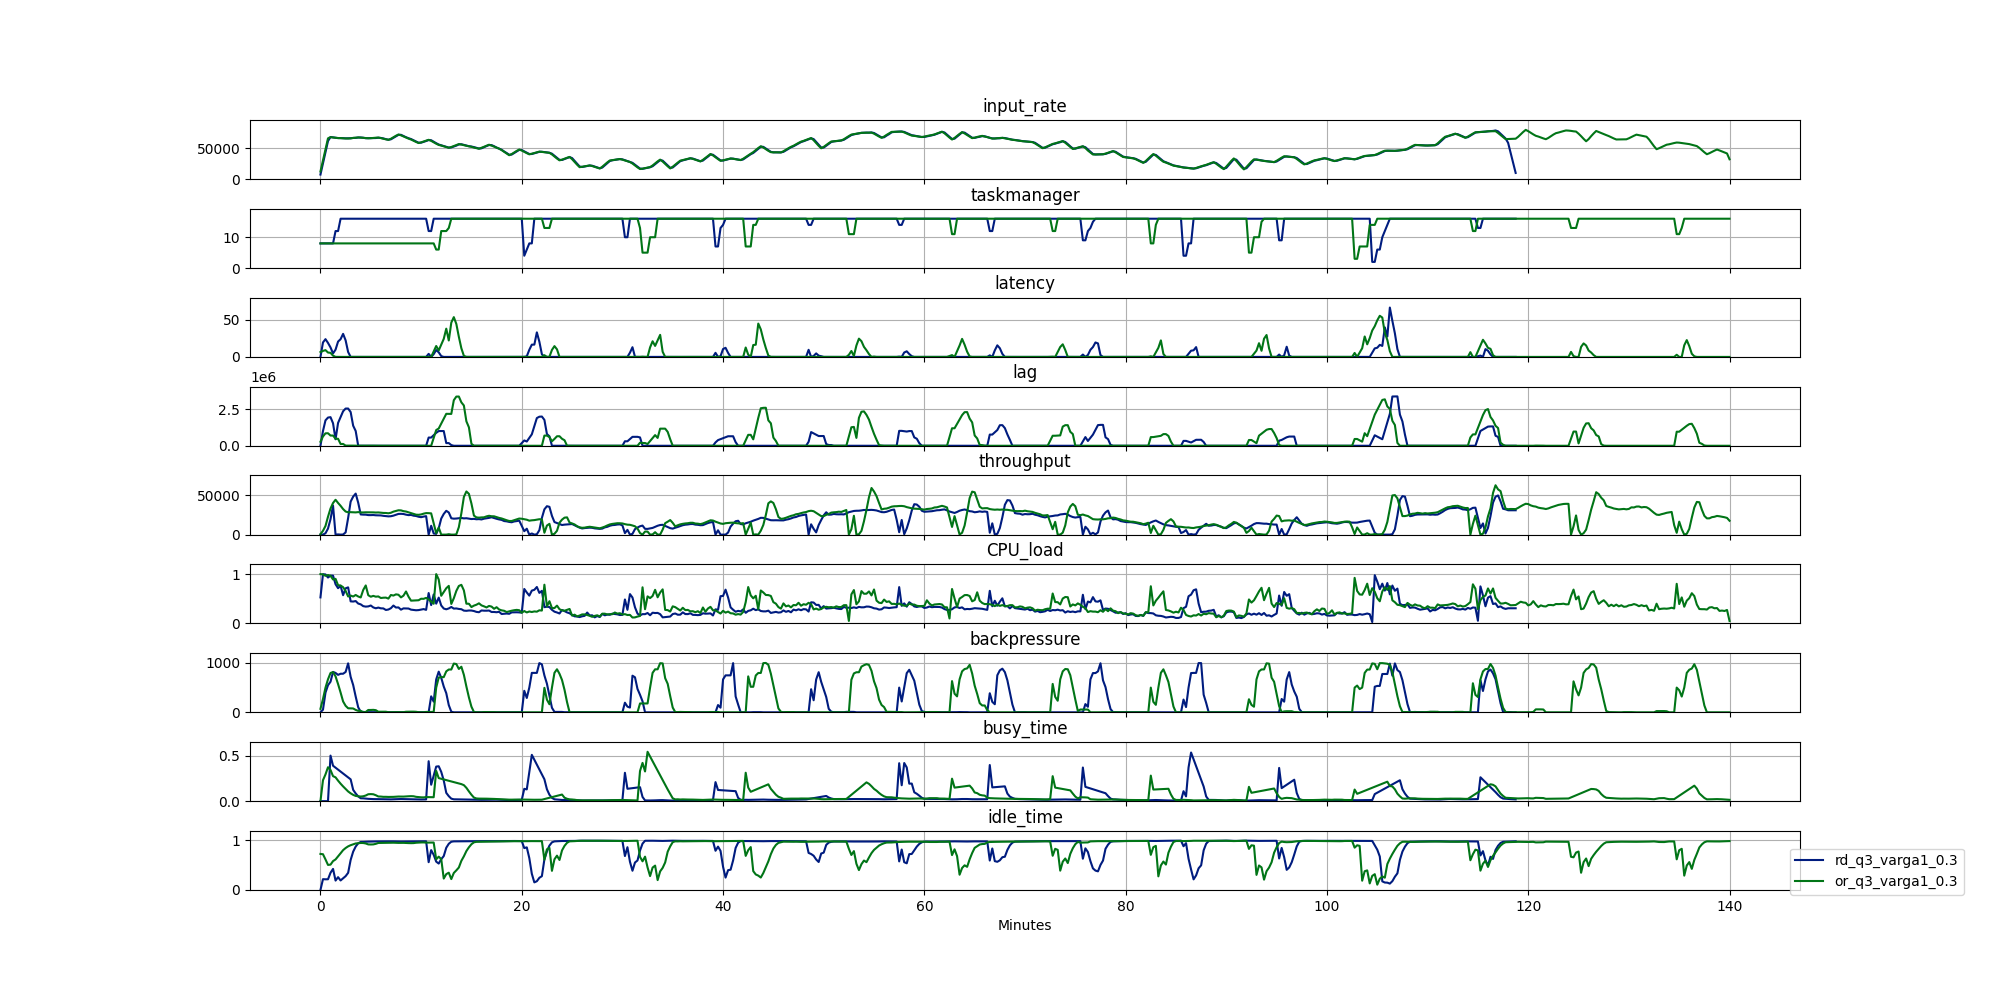 input_rate
50000
0
taskmanager
10
0
latency
50
0
1e6
lag
2.5
0.0
throughput
50000
0
CPU_load
1
0
backpressure
1000
0
busy_time
0.5
0.0
idle_time
1
0
0 20 40 60 80 100 120 140
Minutes
rd_q3_varga1_0.3
or_q3_varga1_0.3